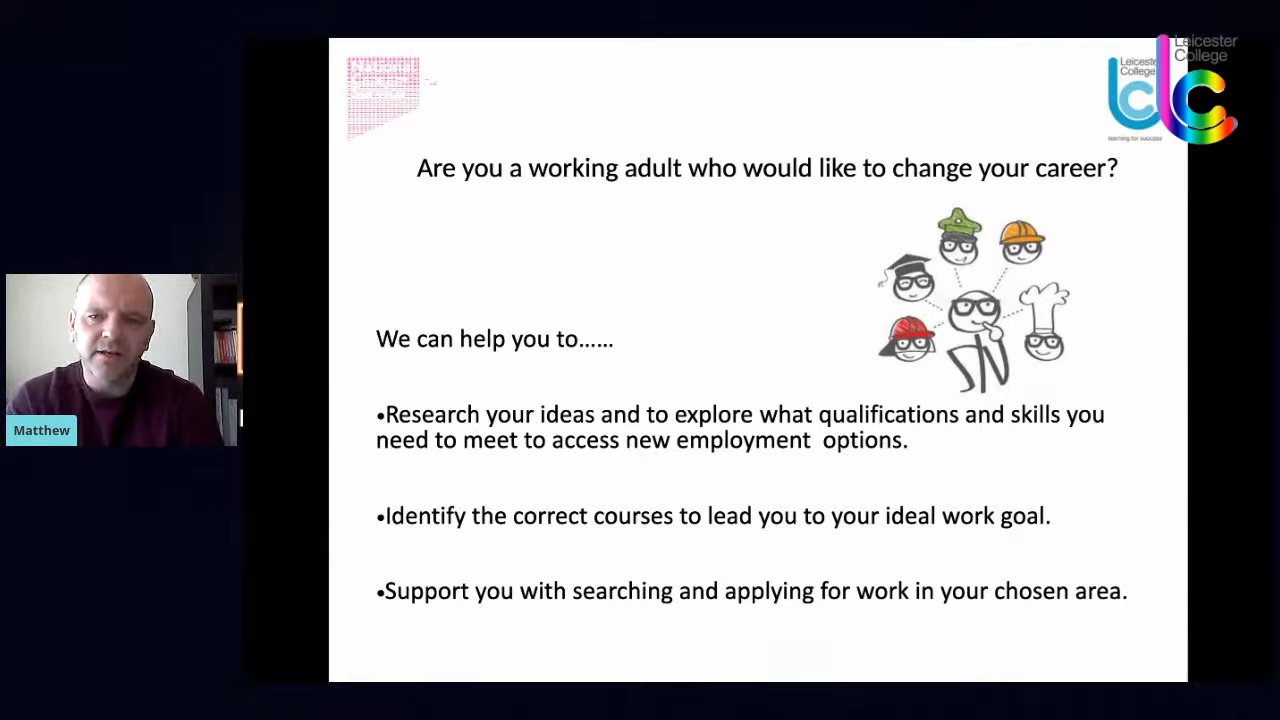 Leicester
College
Leicester
College
learning for success
Are you a working adult who would like to change your career?
We can help you to......
•Research your ideas and to explore what qualifications and skills you
need to meet to access new employment  options.
•Identify the correct courses to lead you to your ideal work goal.
•Support you with searching and applying for work in your chosen area.
Matthew